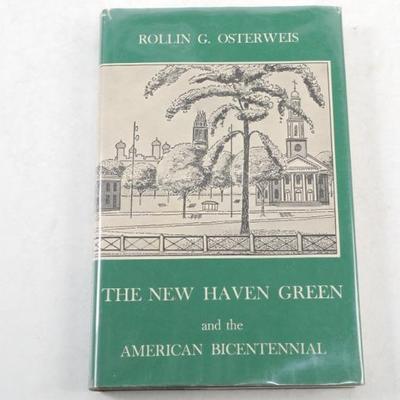 ROLLIN G. OSTERWEIS
THE NEW HAVEN GREEN
and the
AMERICAN BICENTENNIAL